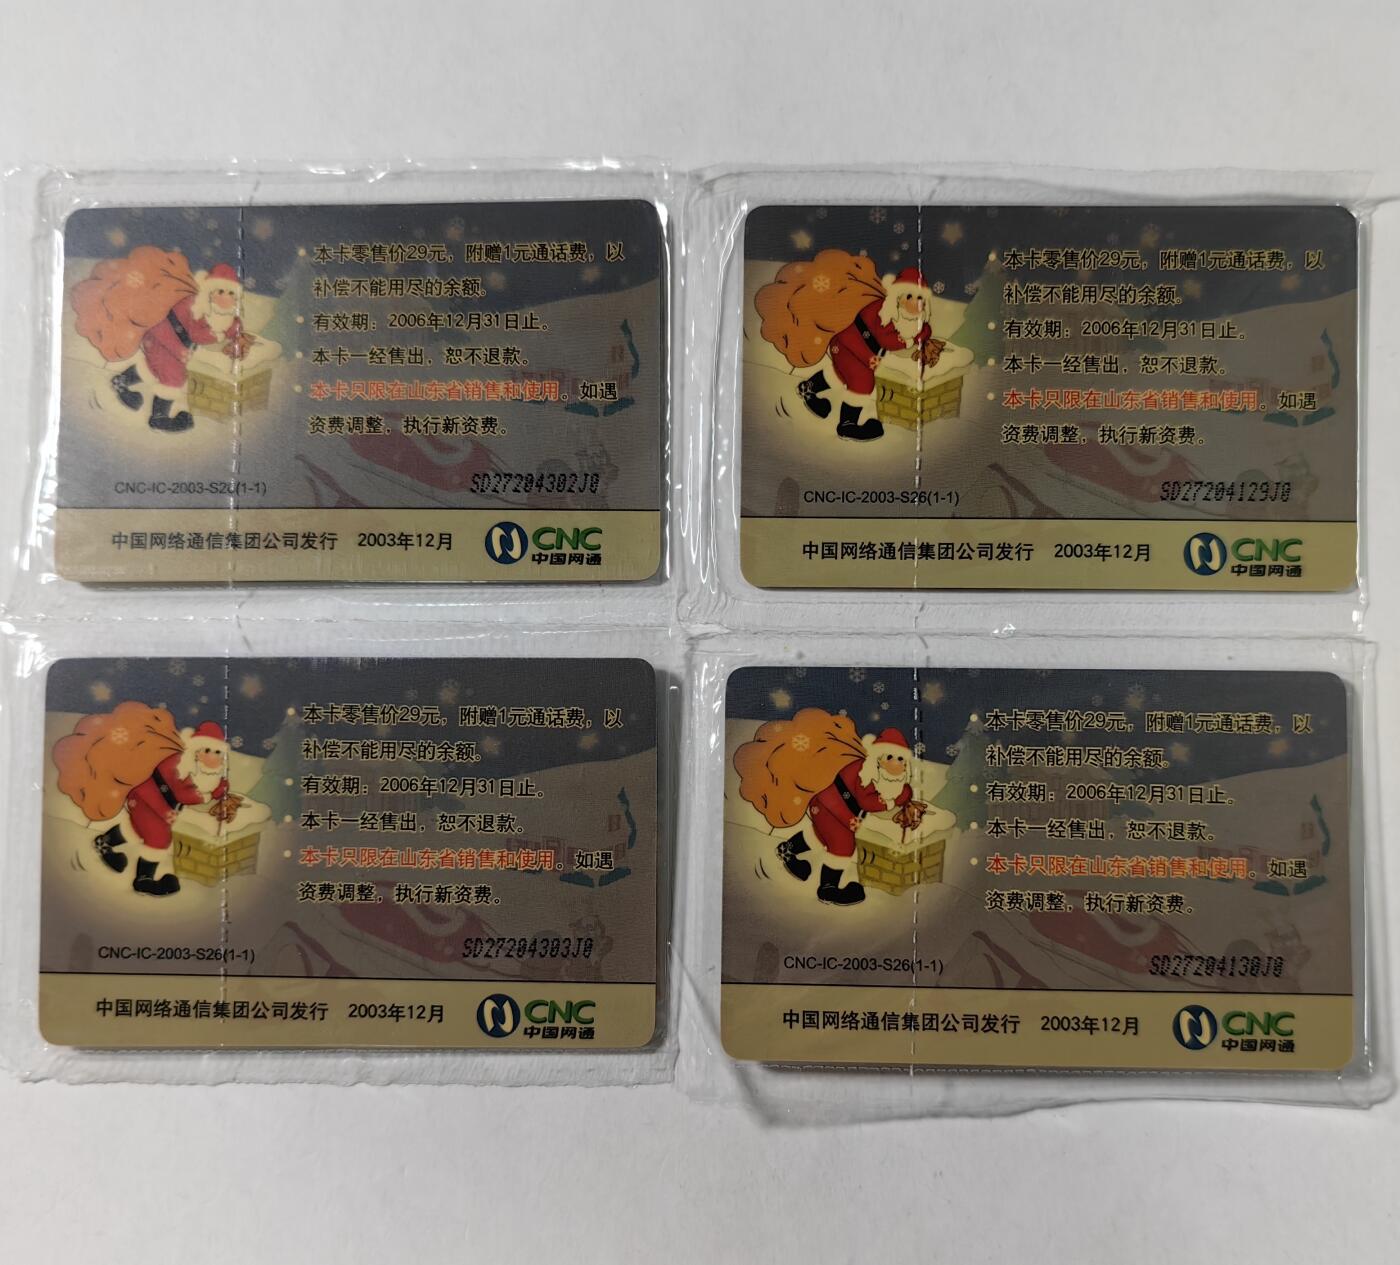 本卡零售价29元，附赠1元通话费，以
补偿不能用尽的余额。
有效期：2006年12月31日止。
本卡一经售出，恕不退款。
本卡只限在山东省销售和使用。如遇
资费调整，执行新资费。
CNC-IC-2003-S26(1-1)
SD27204302J0
中国网络通信集团公司发行 2003年12月
CNC
中国网通
本卡零售价29元，附赠1元通话费，以
补偿不能用尽的余额。
有效期：2006年12月31日止。
本卡一经售出，恕不退款。
本卡只限在山东省销售和使用。如遇
资费调整，执行新资费。
CNC-IC-2003-S26(1-1)
SD27204129J0
中国网络通信集团公司发行 2003年12月
CNC
中国网通
本卡零售价29元，附赠1元通话费，以
补偿不能用尽的余额。
有效期：2006年12月31日止。
本卡一经售出，恕不退款。
本卡只限在山东省销售和使用。如遇
资费调整，执行新资费。
CNC-IC-2003-S26(1-1)
SD27204303J0
中国网络通信集团公司发行 2003年12月
CNC
中国网通
本卡零售价29元，附赠1元通话费，以
补偿不能用尽的余额。
有效期：2006年12月31日止。
本卡一经售出，恕不退款。
本卡只限在山东省销售和使用。如遇
资费调整，执行新资费。
CNC-IC-2003-S26(1-1)
SD27204130J0
中国网络通信集团公司发行 2003年12月
CNC
中国网通